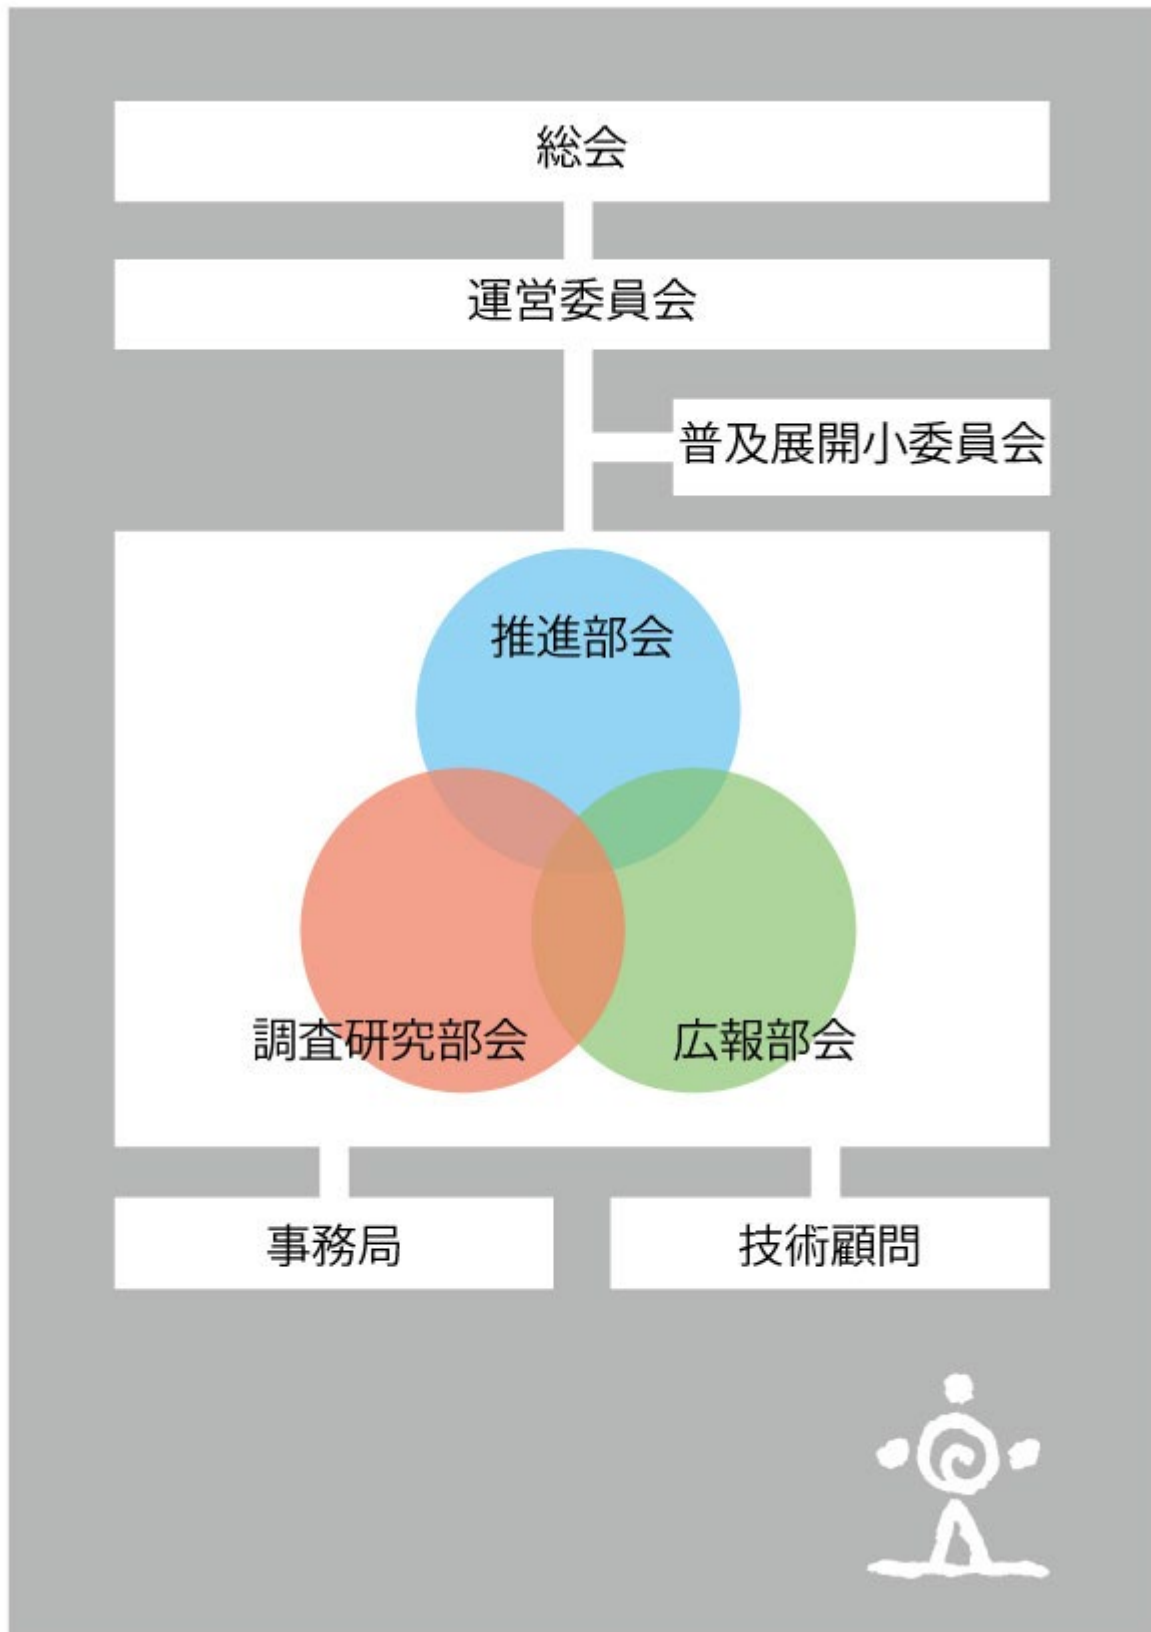 総会
運営委員会
普及展開小委員会
推進部会
調査研究部会
広報部会
事務局
技術顧問